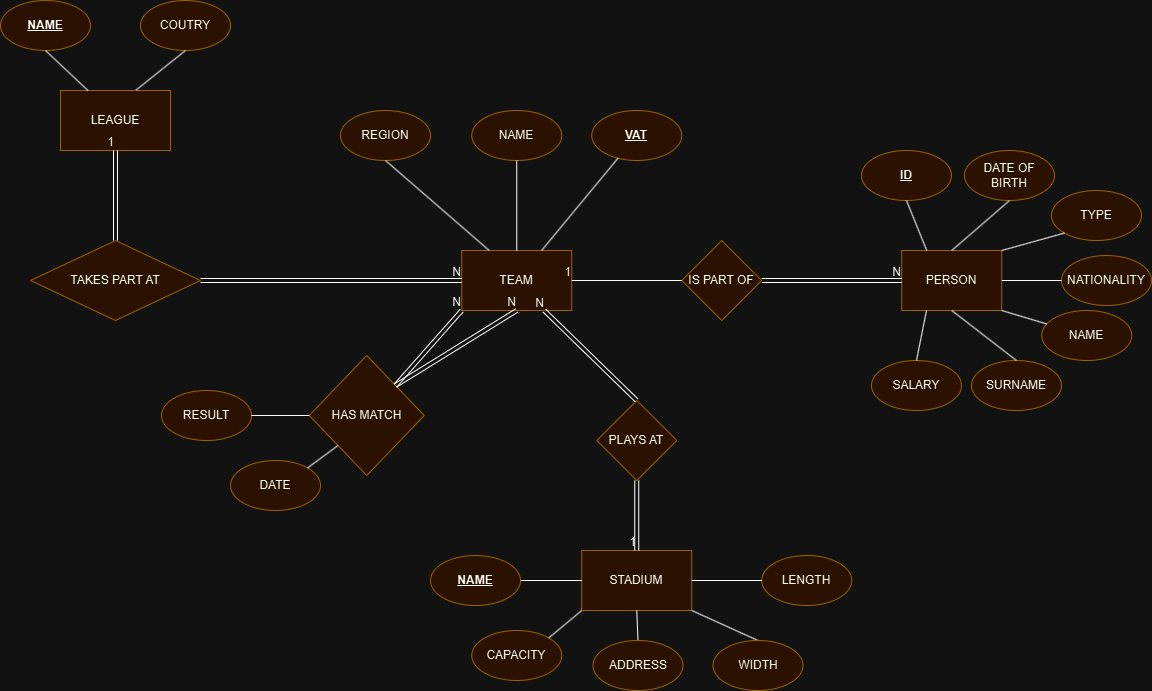 NAME
COUTRY
LEAGUE
1
REGION
NAME
VAT
ID
DATE OF
BIRTH
TYPE
TAKES PART AT
N
TEAM
1
IS PART OF
N
PERSON
NATIONALITY
N
N
N
NAME
SALARY
SURNAME
RESULT
HAS MATCH
PLAYS AT
DATE
1
NAME
STADIUM
LENGTH
CAPACITY
ADDRESS
WIDTH